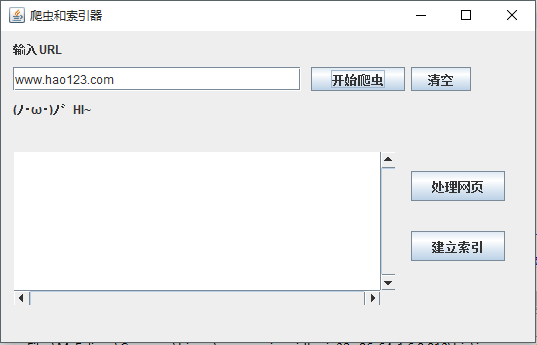 爬虫和索引器
输入URL
www.hao123.com 开始爬虫 清空
(ﾉ･ω･)ﾉﾞ HI~
处理网页
建立索引